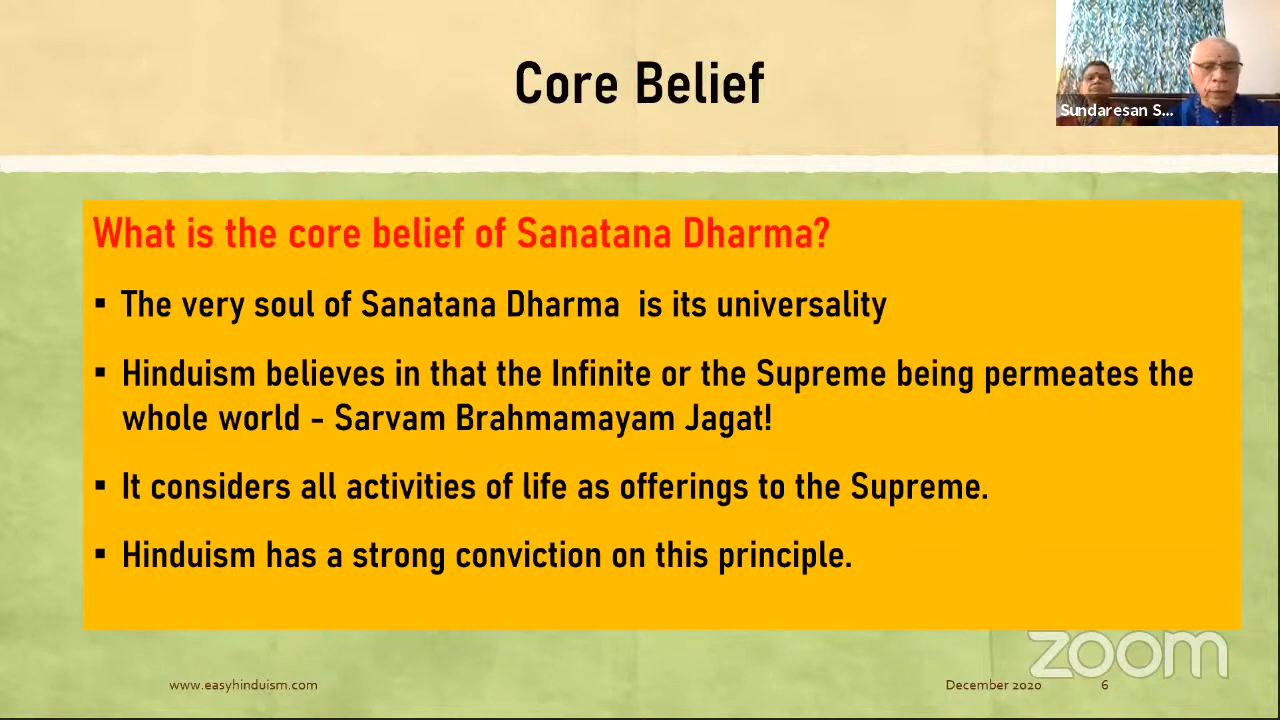 Core Belief
Sundaresan S...
What is the core belief of Sanatana Dharma?
▪ The very soul of Sanatana Dharma is its universality
▪ Hinduism believes in that the Infinite or the Supreme being permeates the
whole world - Sarvam Brahmamayam Jagat!
▪ It considers all activities of life as offerings to the Supreme.
▪ Hinduism has a strong conviction on this principle.
zoom
www.easyhinduism.com
December 2020
6